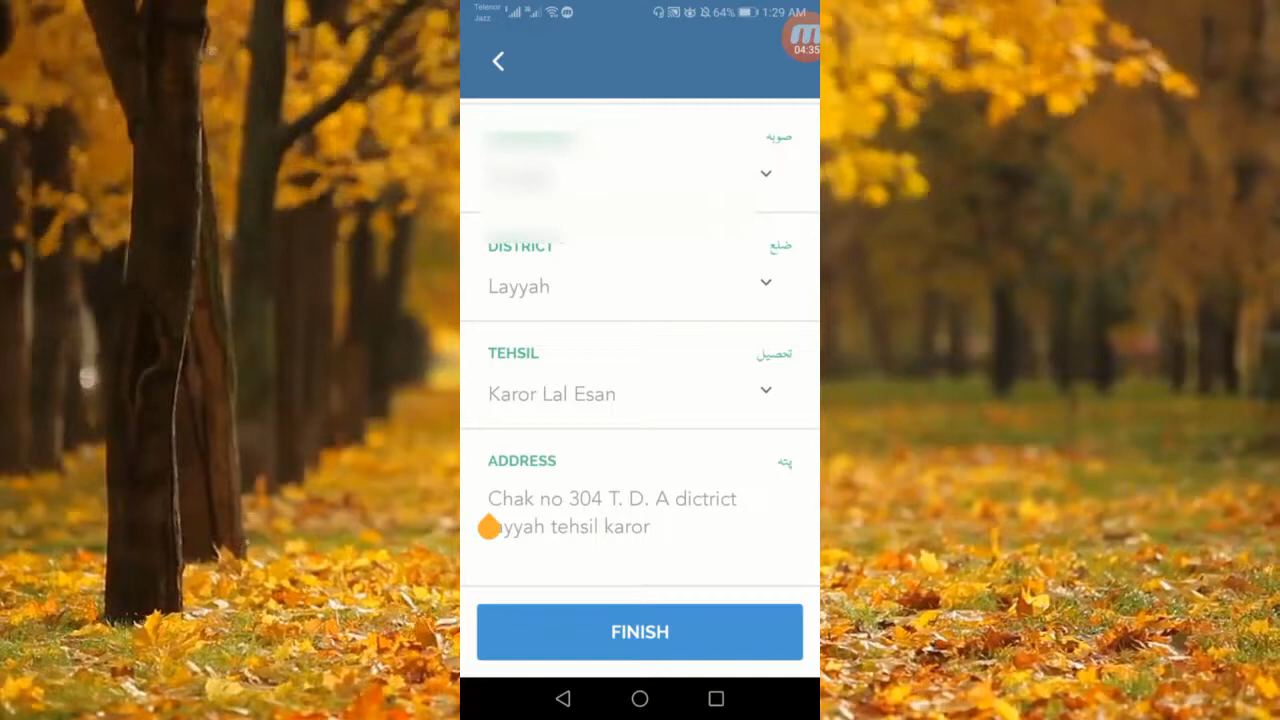 Telenor
Jazz
64% 1:29 AM
04:35
صوبہ
DISTRICT ضلع
Layyah
TEHSIL تحصیل
Karor Lal Esan
ADDRESS پتہ
Chak no 304 T. D. A dictrict
ayyah tehsil karor
FINISH